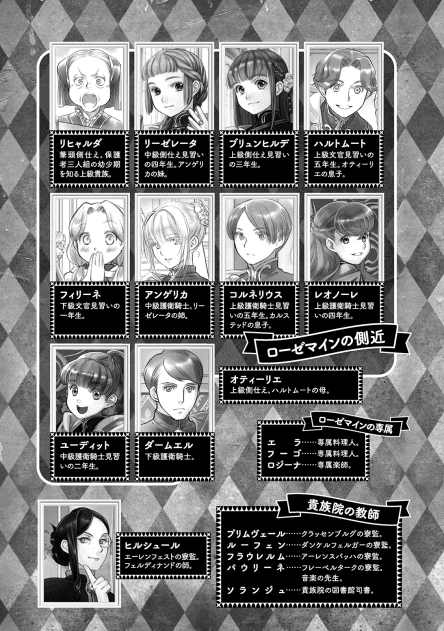 リヒャルダ
筆頭側仕え。保護
者三人組の幼少期
を知る上級貴族。
リーゼレータ
中級側仕え見習い
の四年生。アンゲリ
カの妹。
ブリュンヒルデ
上級側仕え見習い
の三年生。
ハルトムート
上級文官見習いの
五年生。オティーリ
エの息子。
フィリーネ
下級文官見習いの
一年生。
アンゲリカ
中級護衛騎士。リー
ゼレータの姉。
コルネリウス
上級護衛騎士見習
いの五年生。カルス
テッドの息子。
レオノーレ
上級護衛騎士見習
いの四年生。
ローゼマインの側近
ユーディット
中級護衛騎士見習
いの二年生。
ダームエル
下級護衛騎士。
オティーリエ
上級側仕え。ハルトムートの母。
ローゼマインの専属
エラ……専属料理人。
フーゴ……専属料理人。
ロジーナ……専属楽師。
ヒルシュール
エーレンフェストの寮監。
フェルディナンドの師。
貴族院の教師
プリムヴェール……クラッセンブルグの寮監。
ルーフェン……ダンケルフェルガーの寮監。
フラウレルム……アーレンスバッハの寮監。
パウリーネ……フレーベルタークの寮監。
音楽の先生。
ソランジュ……貴族院の図書館司書。